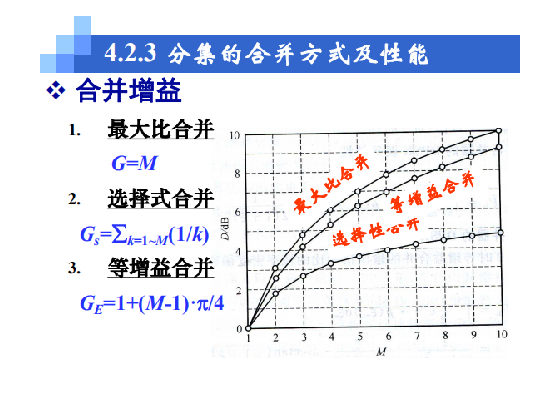 4.2.3 分集的合并方式及性能
❖ 合并增益
1. 最大比合并
G=M
2. 选择式合并
Gs=∑k=1~M(1/k)
3. 等增益合并
GE=1+(M-1)·π/4
10
8
6
4
2
0
D/dB
最大比合并
等增益合并
选择性合并
1 2 3 4 5 6 7 8 9 10
M